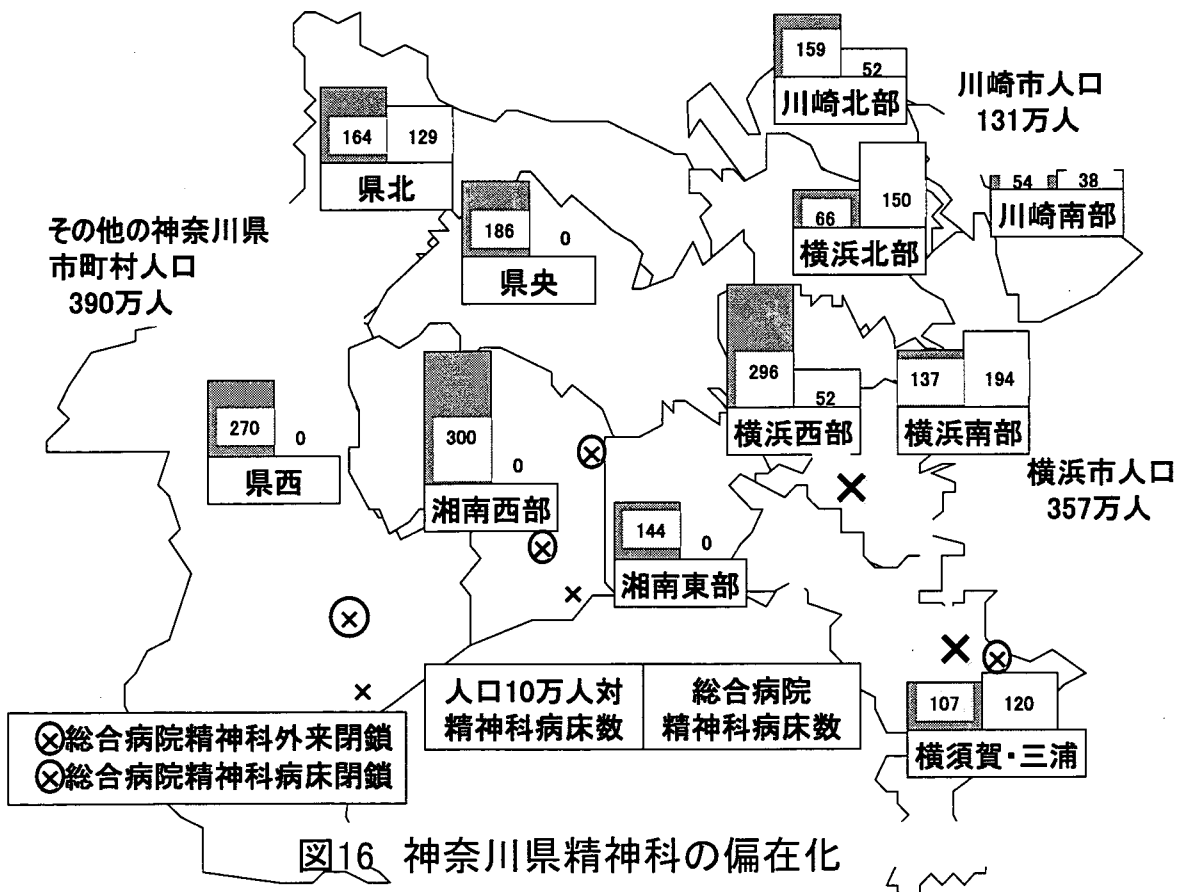 159
52
川崎北部
川崎市人口
131万人
164
129
県北
54
38
川崎南部
186
0
県央
66
150
横浜北部
その他の神奈川県
市町村人口
390万人
296
52
横浜西部
137
194
横浜南部
270
0
県西
300
0
湘南西部
横浜市人口
357万人
144
0
湘南東部
人口10万人対
精神科病床数
総合病院
精神科病床数
107
120
横須賀・三浦
総合病院精神科外来閉鎖
総合病院精神科病床閉鎖
図16 神奈川県精神科の偏在化